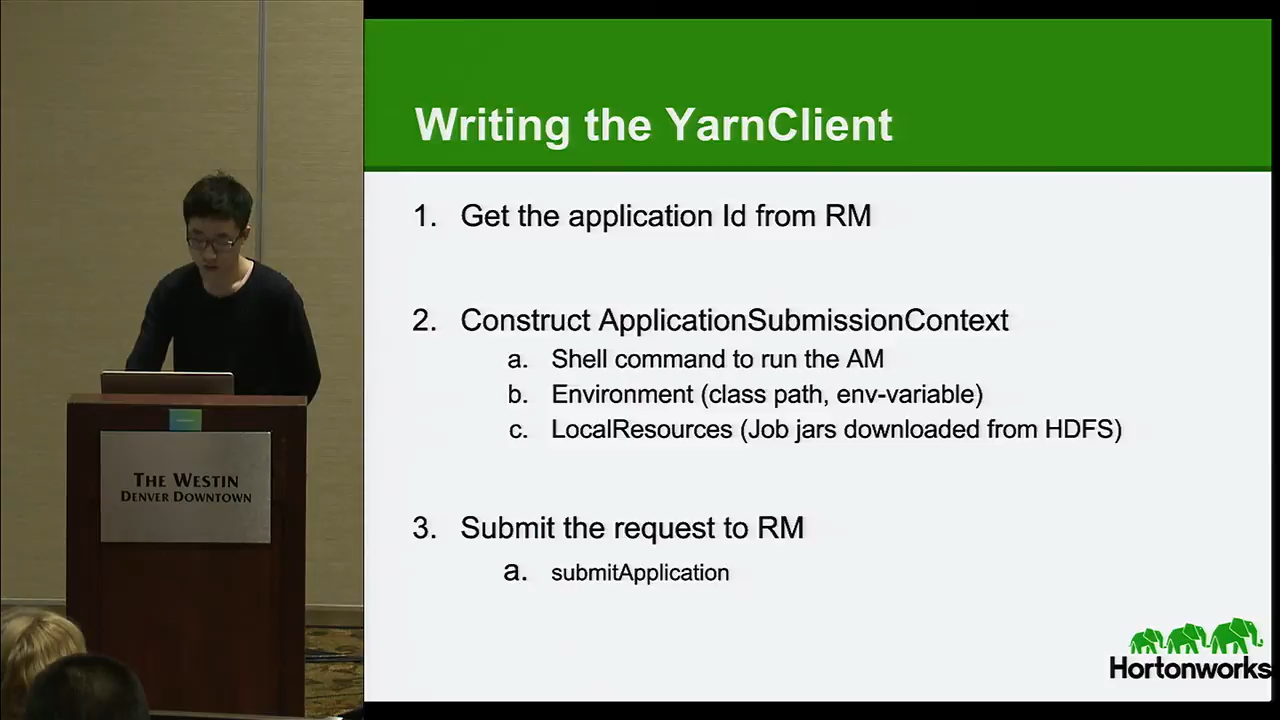 Writing the YarnClient
1. Get the application Id from RM
2. Construct ApplicationSubmissionContext
a. Shell command to run the AM
b. Environment (class path, env-variable)
c. LocalResources (Job jars downloaded from HDFS)
3. Submit the request to RM
a. submitApplication
Hortonworks
THE WESTIN
DENVER DOWNTOWN